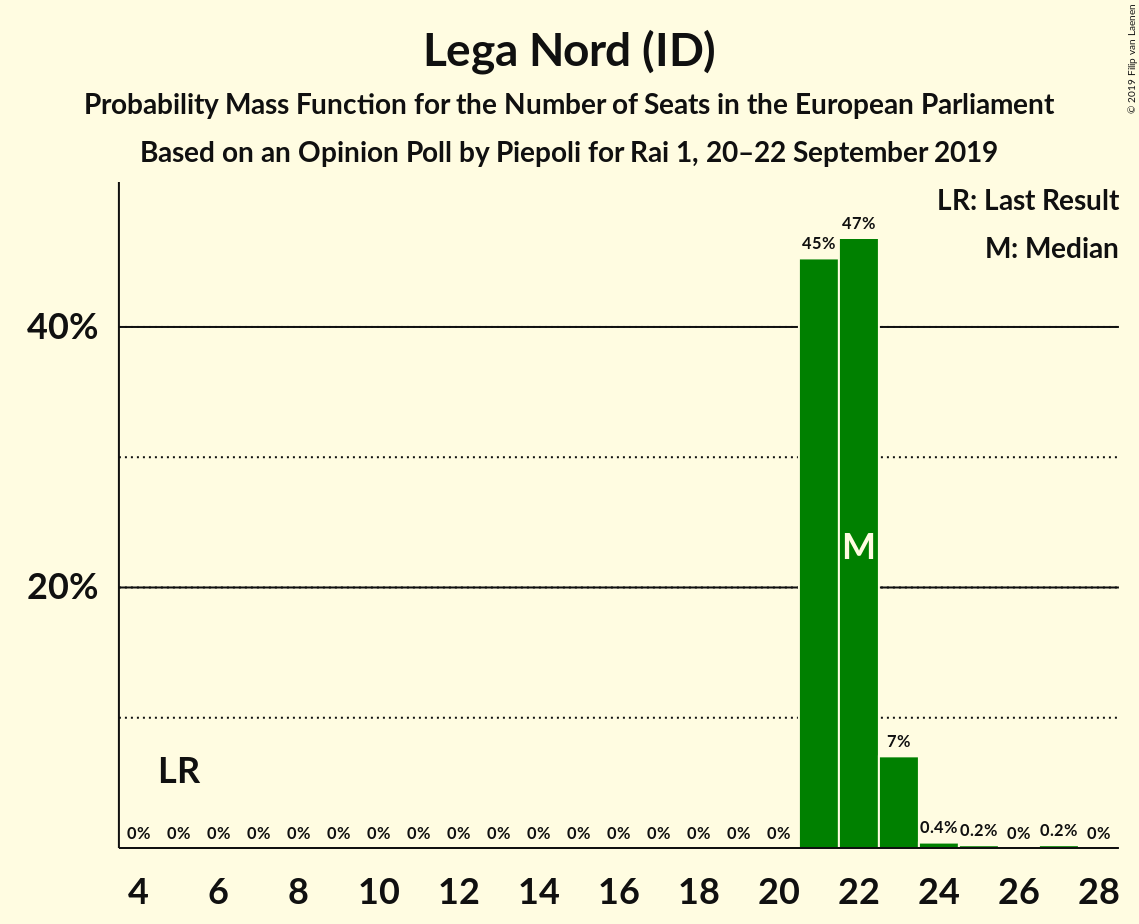 Lega Nord (ID)
Probability Mass Function for the Number of Seats in the European Parliament
Based on an Opinion Poll by Piepoli for Rai 1, 20–22 September 2019
© 2019 Filip van Laenen
LR: Last Result
M: Median
40%
20%
0% 0% 0% 0% 0% 0% 0% 0% 0% 0% 0% 0% 0% 0% 0% 0% 0% 45% 47% 7% 0.4% 0.2% 0% 0.2% 0%
LR
M
4 6 8 10 12 14 16 18 20 22 24 26 28